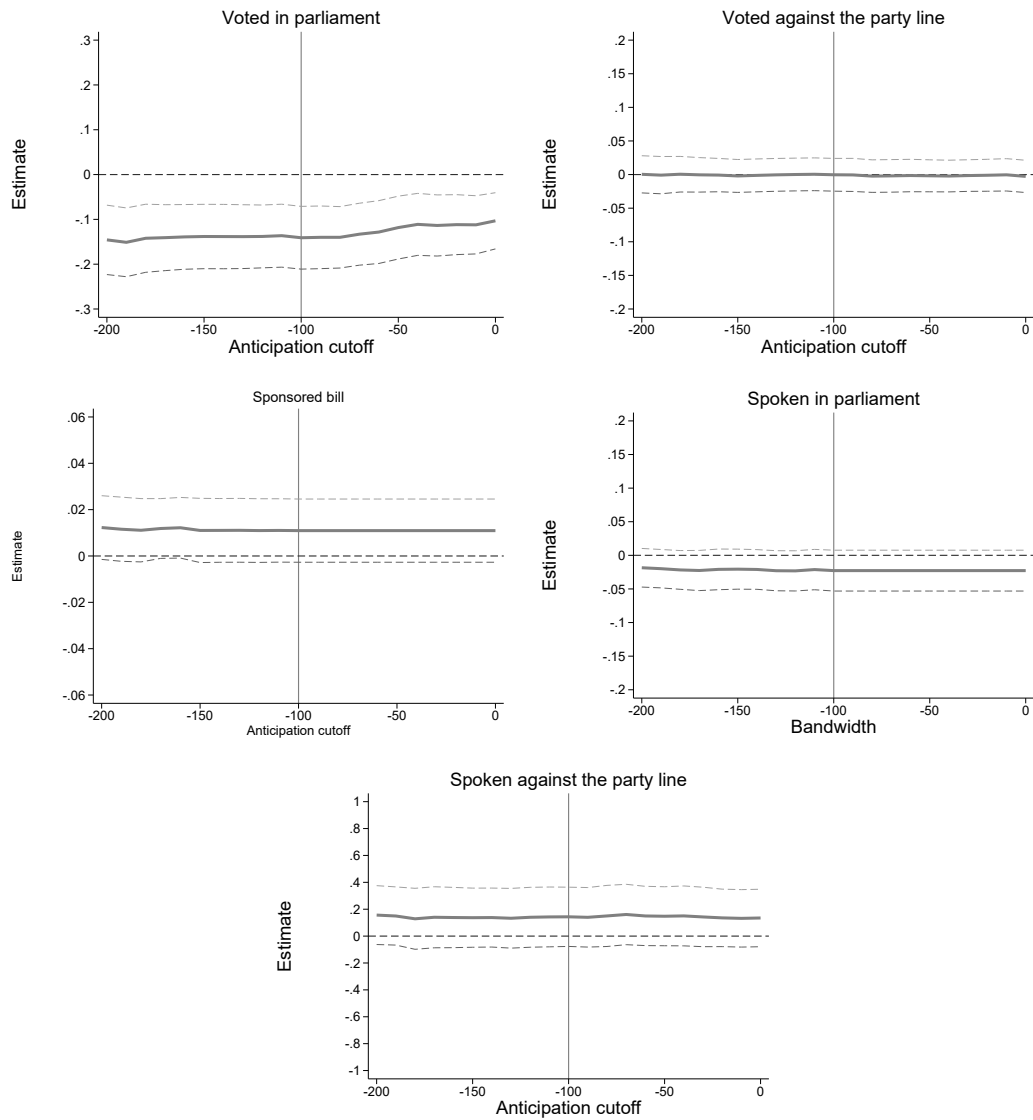 Voted in parliament
.3
.2
.1
0
-.1
-.2
-.3
Estimate
-200 -150 -100 -50 0
Anticipation cutoff
Voted against the party line
.2
.15
.1
.05
0
-.05
-.1
-.15
-.2
Estimate
-200 -150 -100 -50 0
Anticipation cutoff
Sponsored bill
.06
.04
.02
0
-.02
-.04
-.06
Estimate
-200 -150 -100 -50 0
Anticipation cutoff
Spoken in parliament
.2
.15
.1
.05
0
-.05
-.1
-.15
-.2
Estimate
-200 -150 -100 -50 0
Bandwidth
Spoken against the party line
1
.8
.6
.4
.2
0
-.2
-.4
-.6
-.8
-1
Estimate
-200 -150 -100 -50 0
Anticipation cutoff